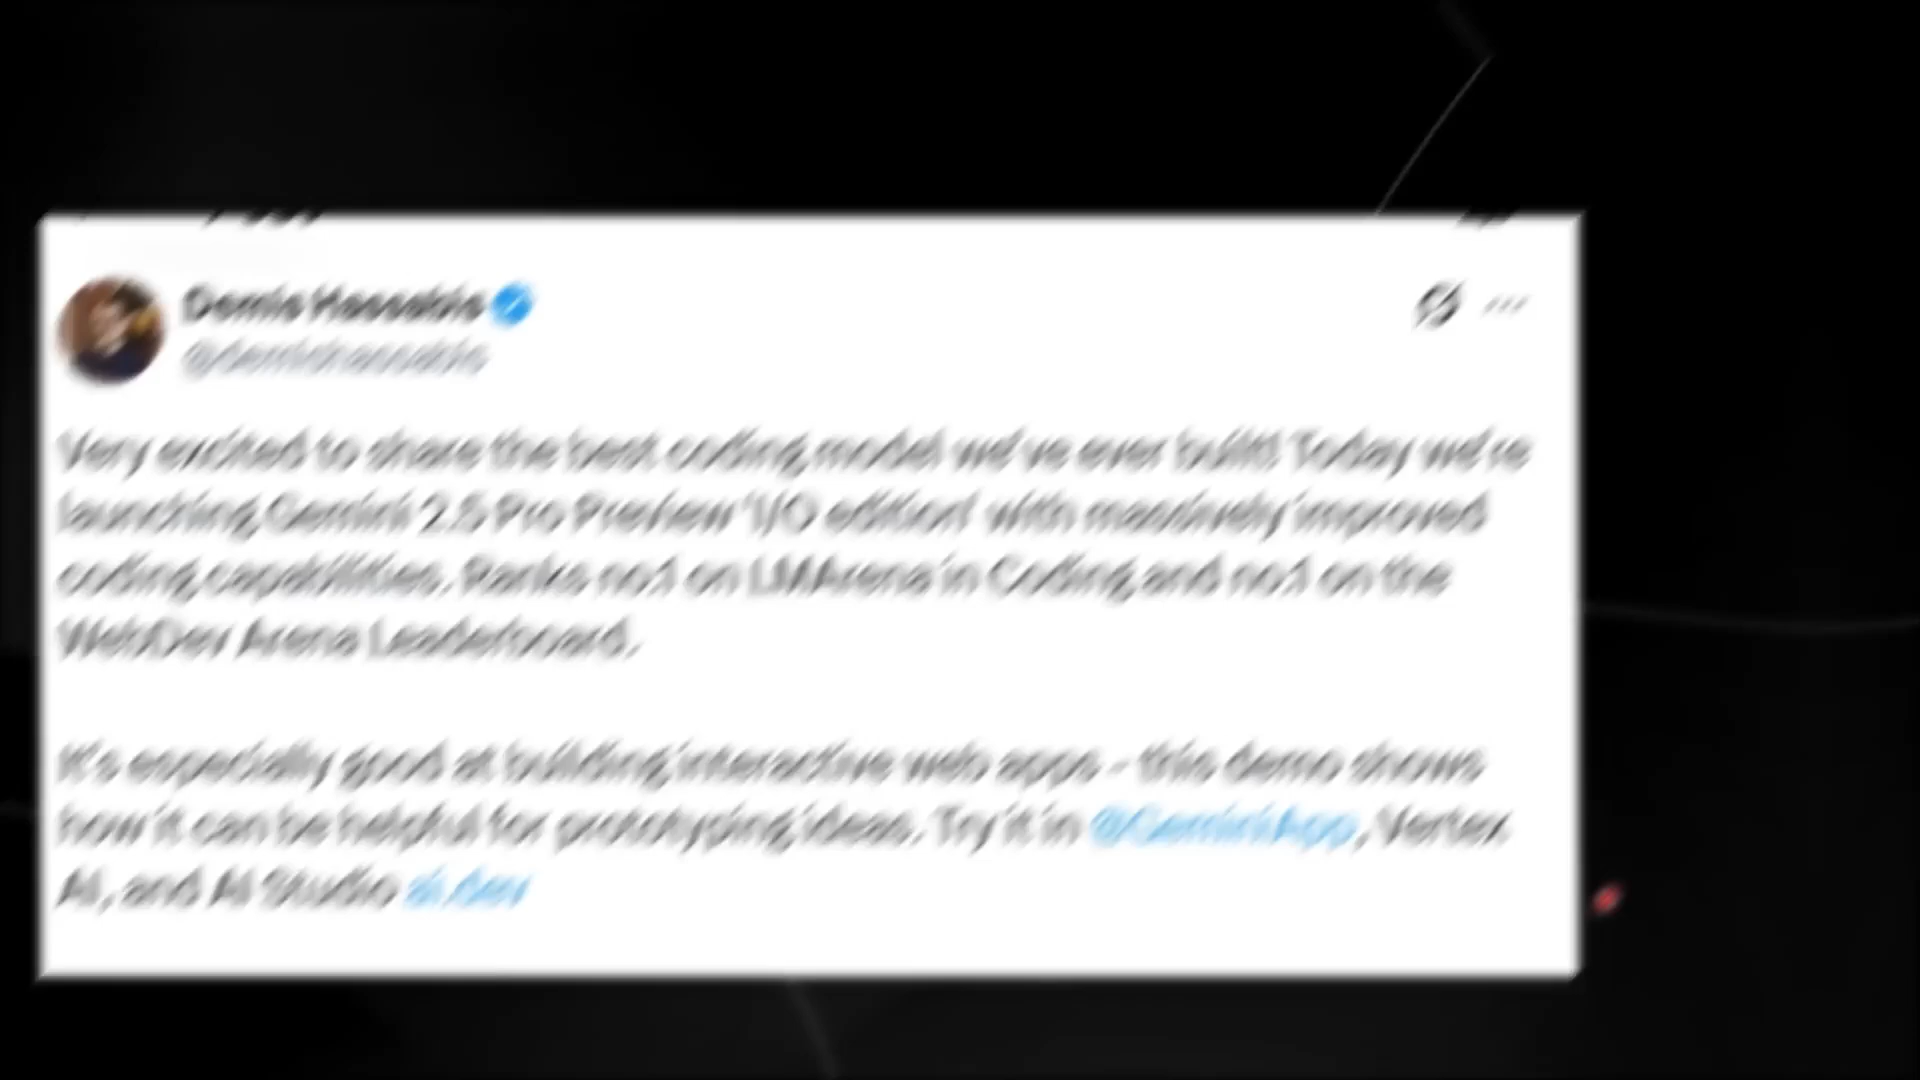 Demis Hassabis
@demishassabis
Very excited to share the best coding model we've ever built! Today we're
launching Gemini 2.5 Pro Preview 'I/O edition' with massively improved
coding capabilities. Ranks no.1 on LMArena in Coding and no.1 on the
WebDev Arena Leaderboard.
It's especially good at building interactive web apps - this demo shows
how it can be helpful for prototyping ideas. Try it in @GeminiApp, Vertex
AI, and AI Studio ai.dev